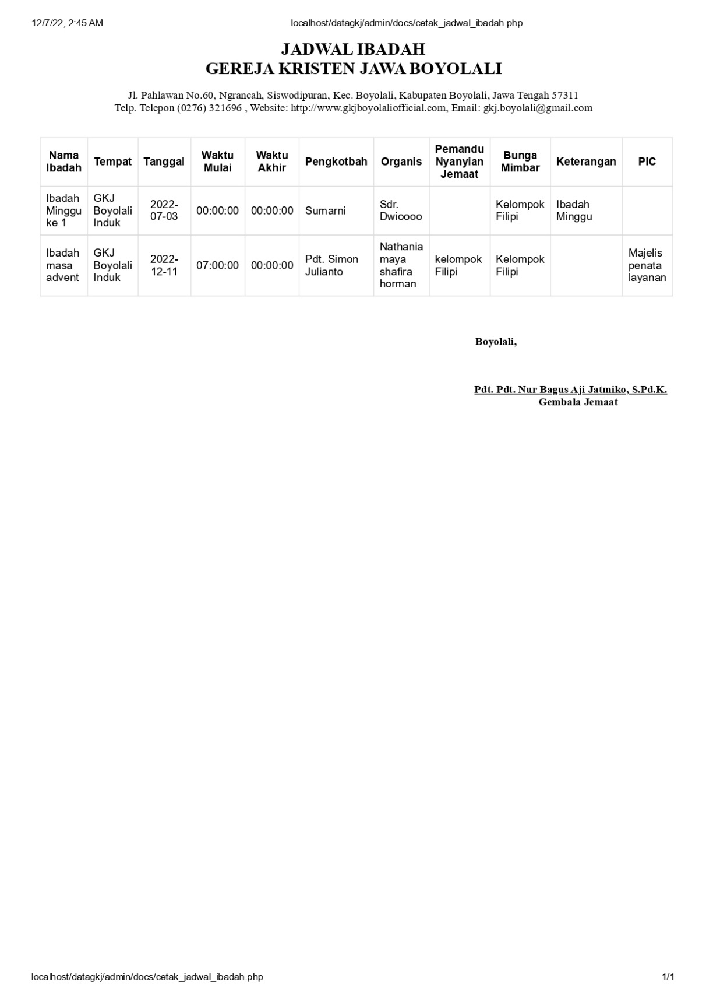 12/7/22, 2:45 AM
localhost/datagkj/admin/docs/cetak_jadwal_ibadah.php
JADWAL IBADAH
GEREJA KRISTEN JAWA BOYOLALI
Jl. Pahlawan No.60, Ngrancah, Siswodipuran, Kec. Boyolali, Kabupaten Boyolali, Jawa Tengah 57311
Telp. Telepon (0276) 321696 , Website: http://www.gkjboyolaliofficial.com, Email: gkj.boyolali@gmail.com
Nama
Ibadah
Tempat
Tanggal
Waktu
Mulai
Waktu
Akhir
Pengkotbah
Organis
Pemandu
Nyanyian
Jemaat
Bunga
Mimbar
Keterangan
PIC
Ibadah
Minggu
ke 1
GKJ
Boyolali
Induk
2022-
07-03
00:00:00
00:00:00
Sumarni
Sdr.
Dwioooo
Kelompok
Filipi
Ibadah
Minggu
Ibadah
masa
advent
GKJ
Boyolali
Induk
2022-
12-11
07:00:00
00:00:00
Pdt. Simon
Julianto
Nathania
maya
shafira
horman
kelompok
Filipi
Kelompok
Filipi
Majelis
penata
layanan
Boyolali,
Pdt. Pdt. Nur Bagus Aji Jatmiko, S.Pd.K.
Gembala Jemaat
localhost/datagkj/admin/docs/cetak_jadwal_ibadah.php
1/1